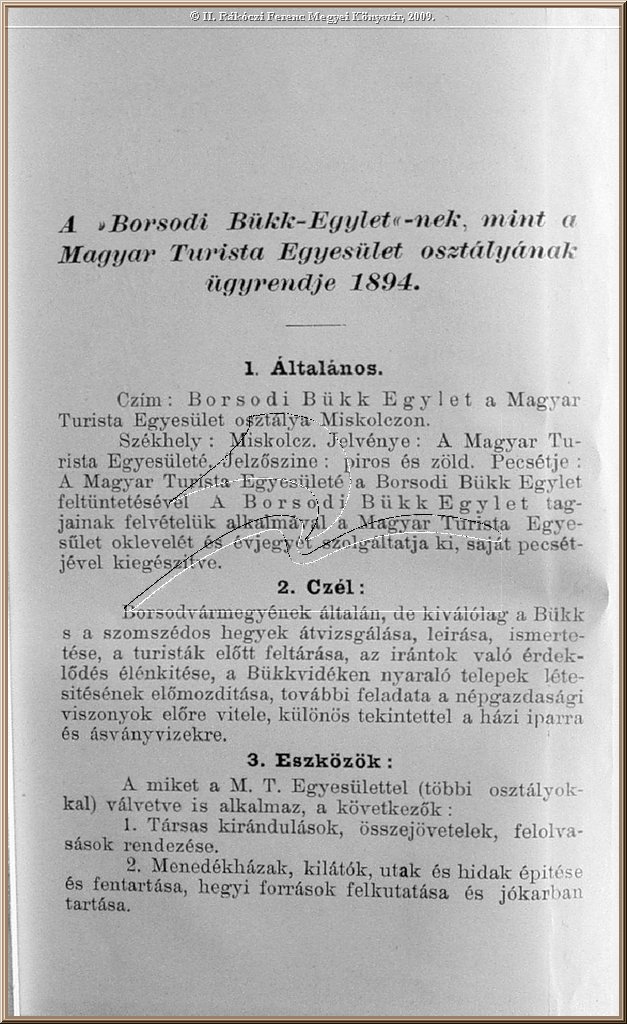 © II. Rákóczi Ferenc Megyei Könyvtár, 2009.
A »Borsodi Bükk-Egylet«-nek, mint a
Magyar Turista Egyesület osztályának
ügyrendje 1894.
1. Általános.
Czím: Borsodi Bükk Egylet a Magyar
Turista Egyesület osztálya Miskolczon.
Székhely: Miskolcz. Jelvénye: A Magyar Tu-
rista Egyesületé. Jelzőszine: piros és zöld. Pecsétje:
A Magyar Turista Egyesületé a Borsodi Bükk Egylet
feltüntetésével A Borsodi Bükk Egylet tag-
jainak felvételük alkalmával a Magyar Turista Egye-
sület oklevelét és évjegyét szolgáltatja ki, saját pecsét-
jével kiegészitve.
2. Czél:
Borsodvármegyének általán, de kiválólag a Bükk
s a szomszédos hegyek átvizsgálása, leirása, ismerte-
tése, a turisták előtt feltárása, az irántok való érdek-
lődés élénkitése, a Bükkvidéken nyaraló telepek léte-
sitésének előmozditása, további feladata a népgazdasági
viszonyok előre vitele, különös tekintettel a házi iparra
és ásványvizekre.
3. Eszközök:
A miket a M. T. Egyesülettel (többi osztályok-
kal) válvetve is alkalmaz, a következők:
1. Társas kirándulások, összejövetelek, felolva-
sások rendezése.
2. Menedékházak, kilátók, utak és hidak épitése
és fentartása, hegyi források felkutatása és jókarban
tartása.